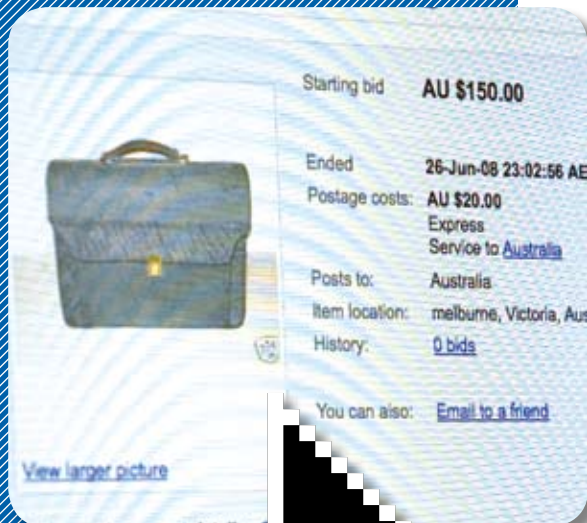 Starting bid AU $150.00
Ended 26-Jun-08 23:02:56 AE
Postage costs: AU $20.00
Express
Service to Australia
Posts to: Australia
Item location: melburne, Victoria, Aus
History: 0 bids
You can also: Email to a friend
View larger picture